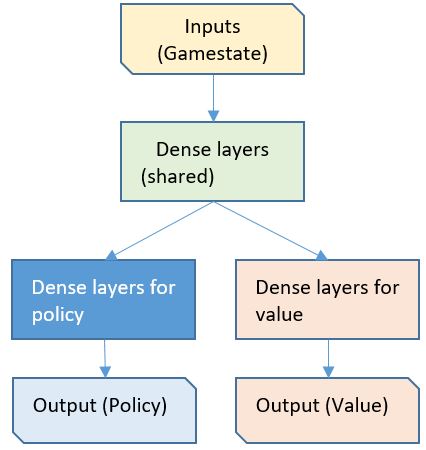 Inputs
(Gamestate)
Dense layers
(shared)
Dense layers for
policy
Dense layers for
value
Output (Policy)
Output (Value)